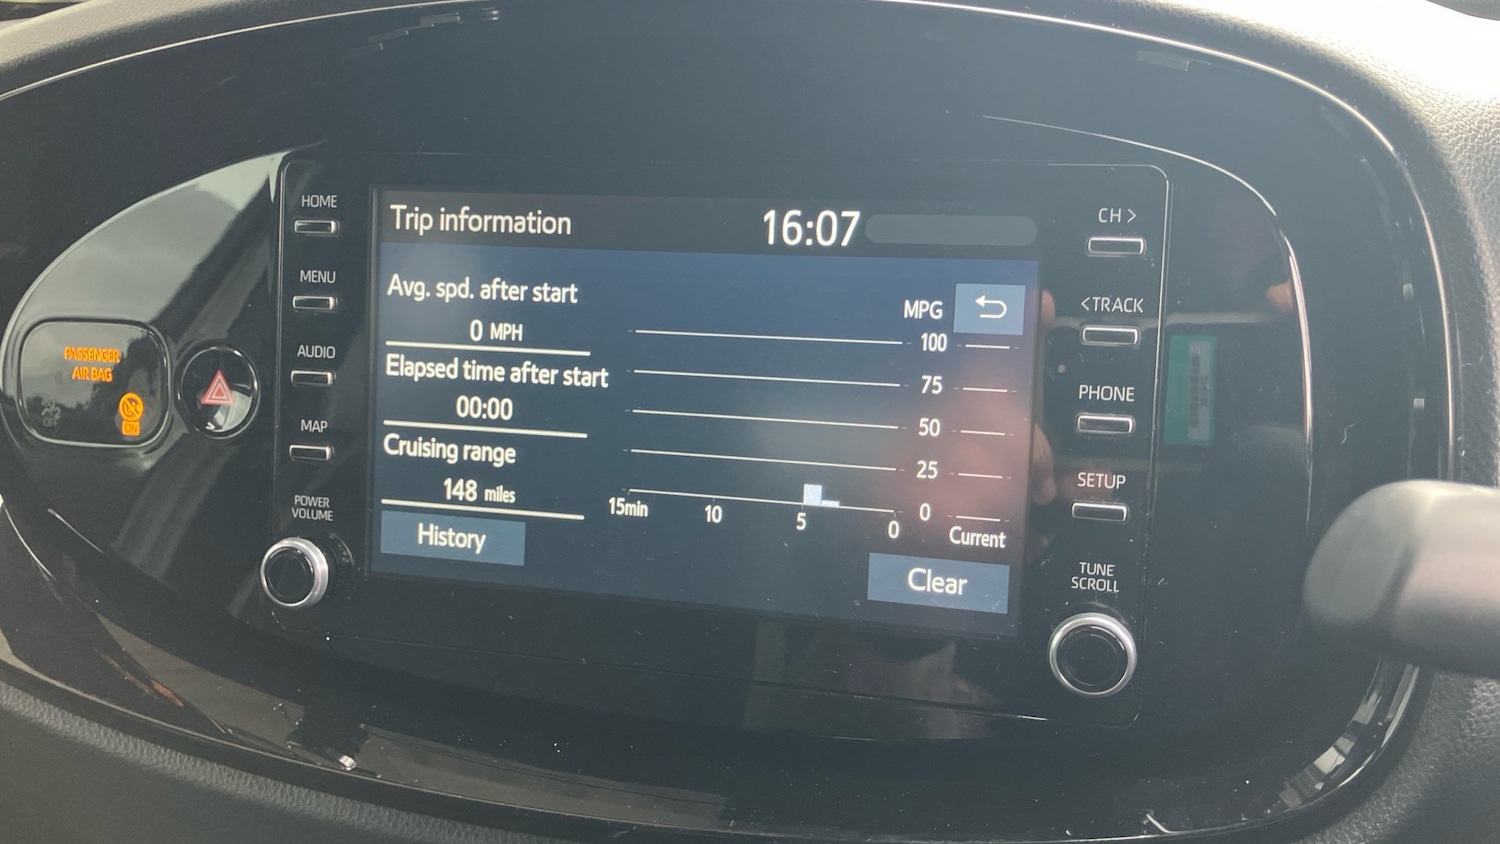 HOME
MENU
AUDIO
MAP
POWER
VOLUME
PASSENGER
AIR BAG
OFF
ON
Trip information
16:07
Avg. spd. after start
0 MPH
Elapsed time after start
00:00
Cruising range
148 miles
History
MPG
100
75
50
25
0
15min
10
5
0
Current
Clear
CH >
< TRACK
PHONE
SETUP
TUNE
SCROLL